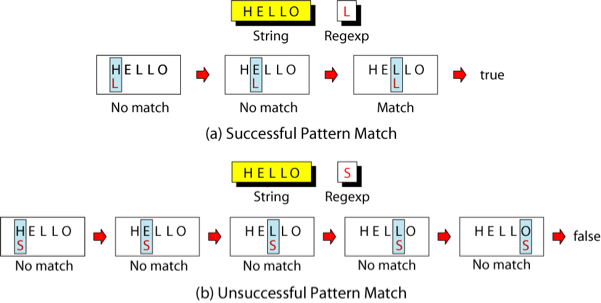 HELLO L
String Regexp
HELLO HELLO HELLO
L L L true
No match No match Match
(a) Successful Pattern Match
HELLO S
String Regexp
HELLO HELLO HELLO HELLO HELLO
S S S S S false
No match No match No match No match No match
(b) Unsuccessful Pattern Match